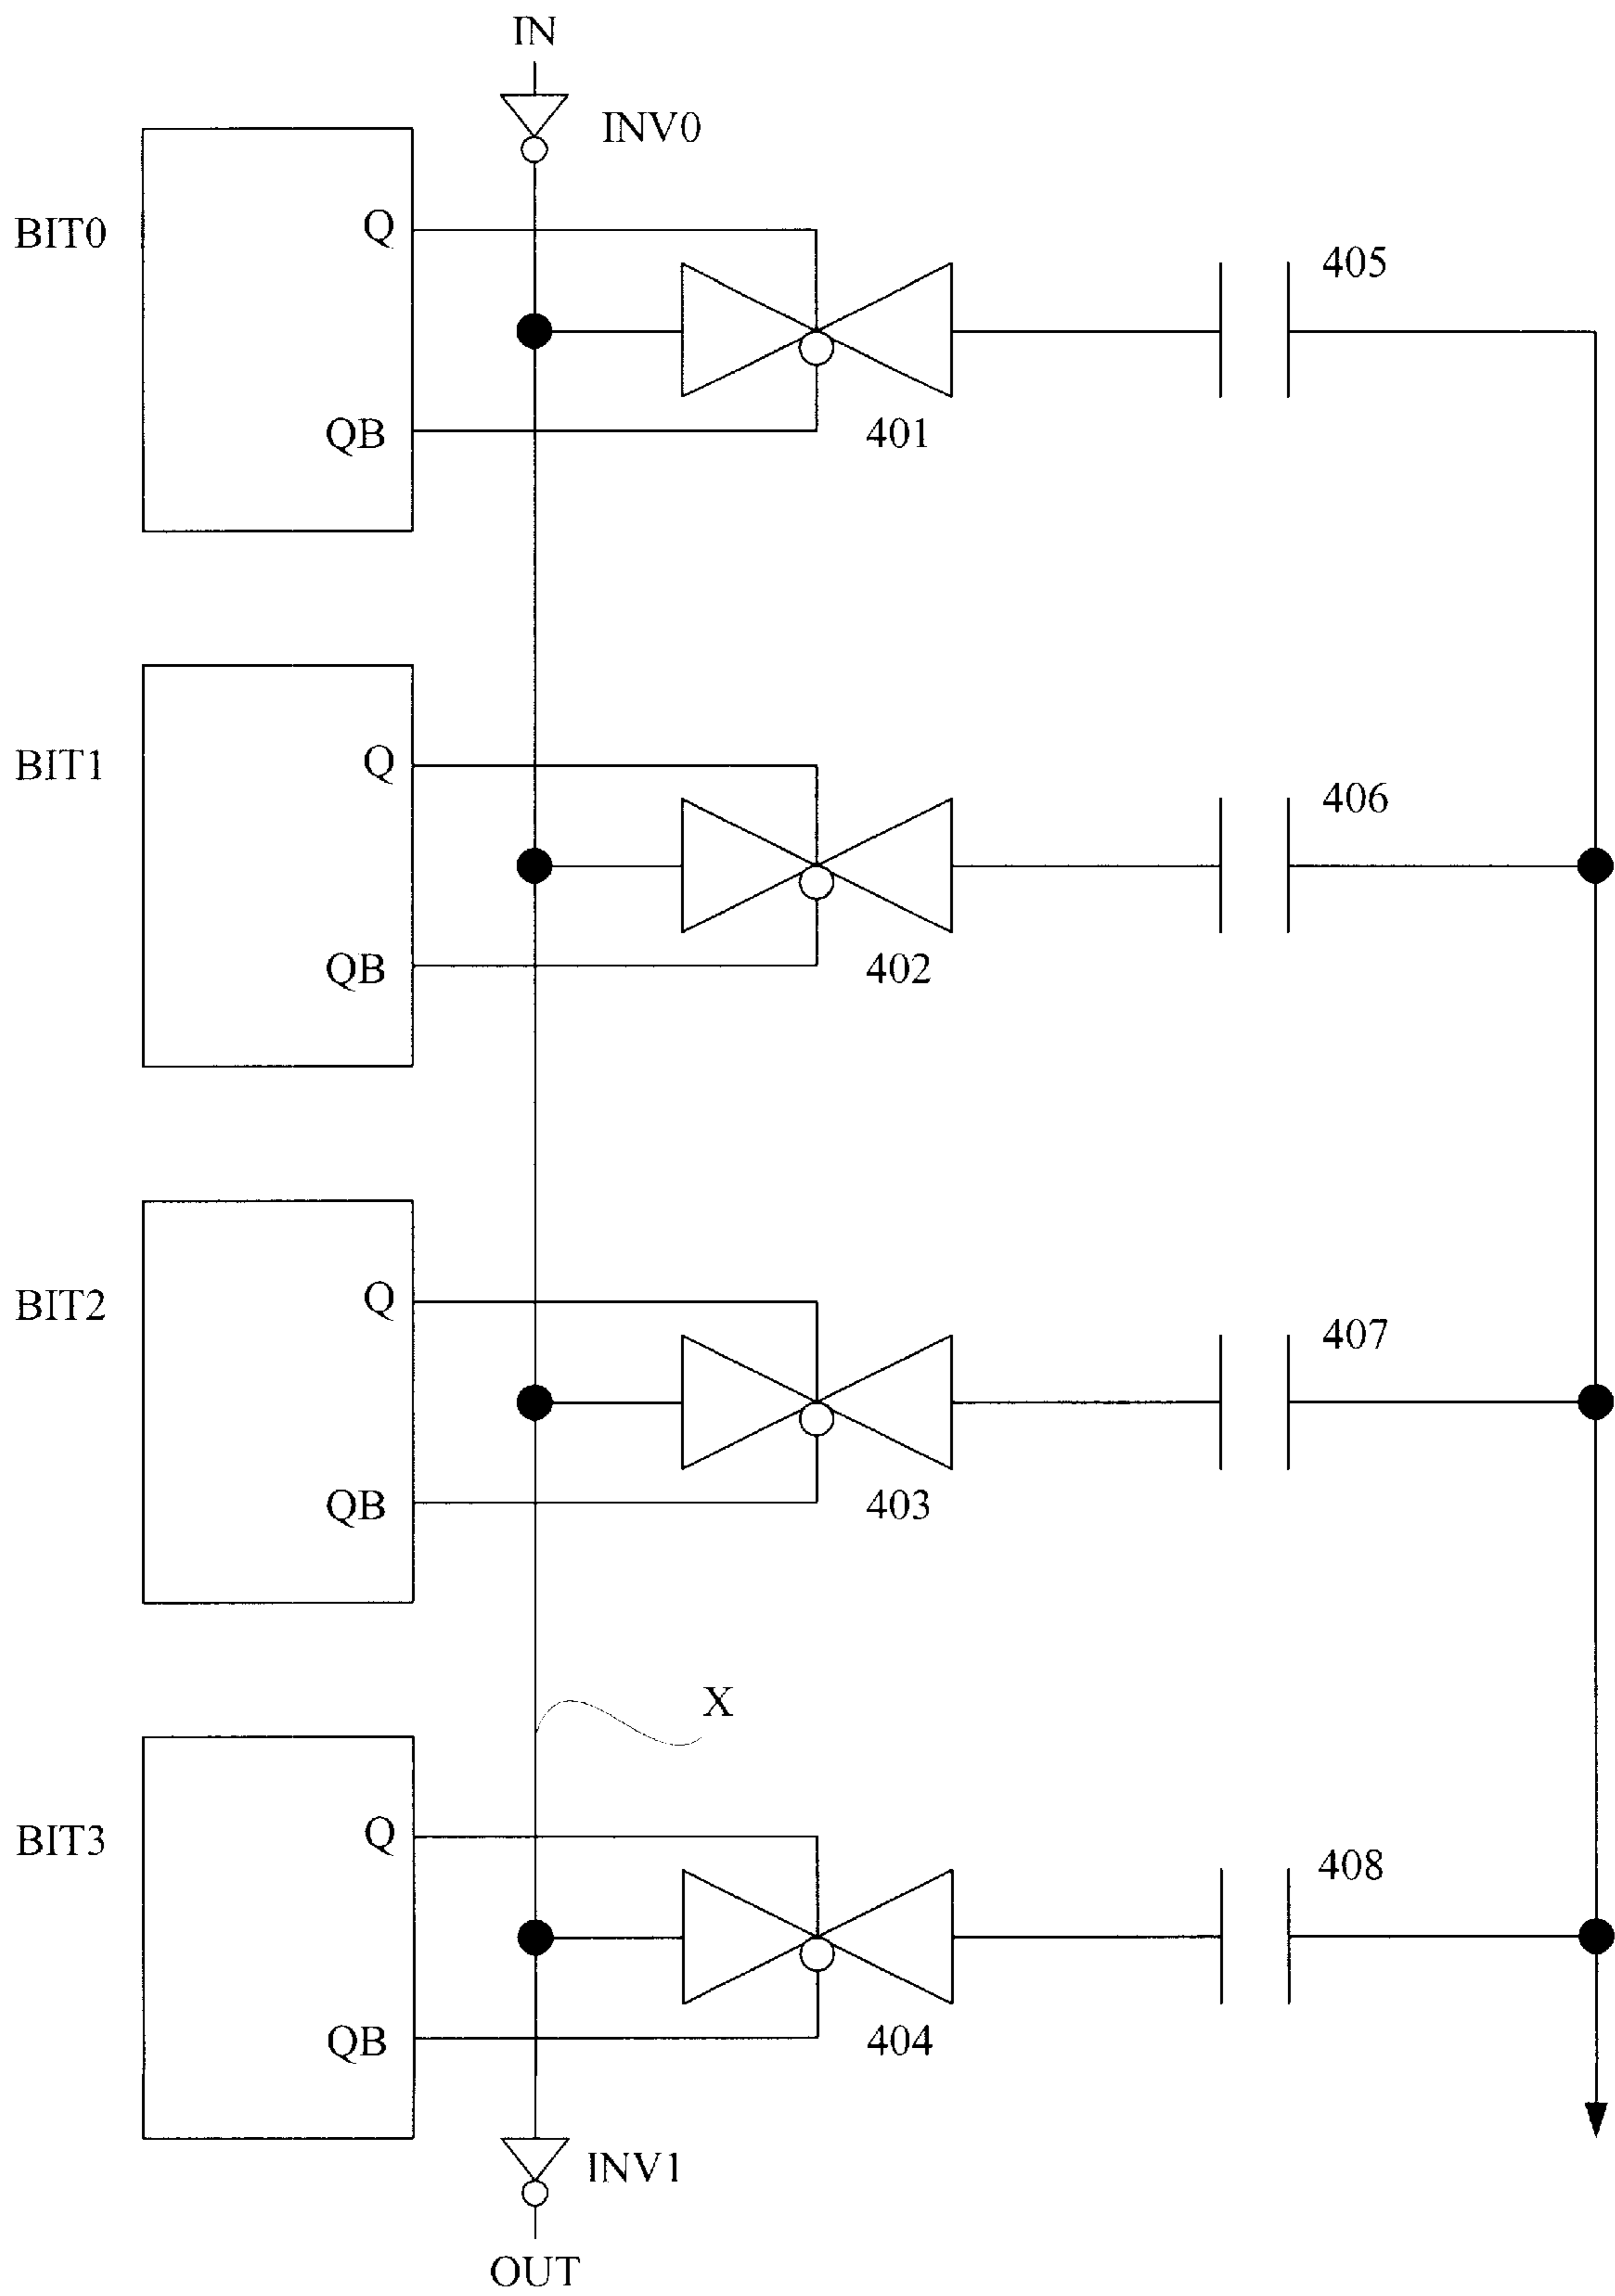 IN
INV0
BIT0
Q
405
QB
401
BIT1
Q
406
QB
402
BIT2
Q
407
QB
403
X
BIT3
Q
408
QB
404
INV1
OUT